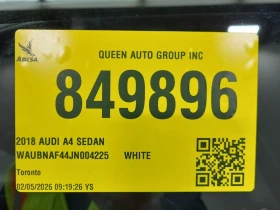 ADESA
QUEEN AUTO GROUP INC
849896
2018 AUDI A4 SEDAN
WAUBNAF44JN004225 WHITE
Toronto
02/05/2026 09:19:26 YS